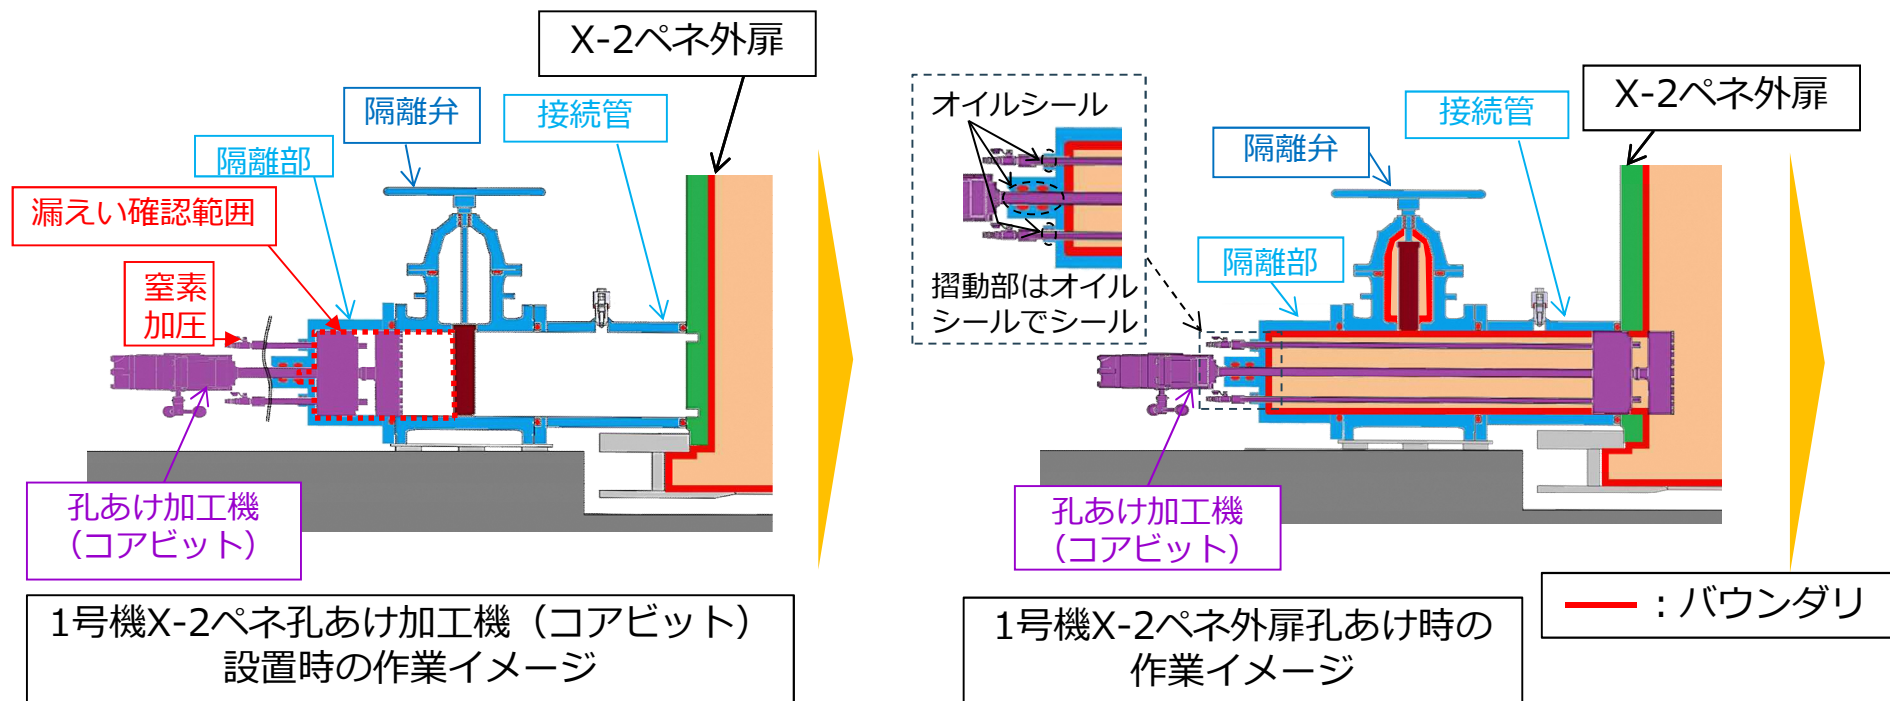 X-2ペネ外扉
隔離弁
接続管
隔離部
漏えい確認範囲
窒素
加圧
孔あけ加工機
（コアビット）
1号機X-2ペネ孔あけ加工機（コアビット）
設置時の作業イメージ
オイルシール
摺動部はオイル
シールでシール
X-2ペネ外扉
接続管
隔離弁
隔離部
孔あけ加工機
（コアビット）
1号機X-2ペネ外扉孔あけ時の
作業イメージ
：バウンダリ